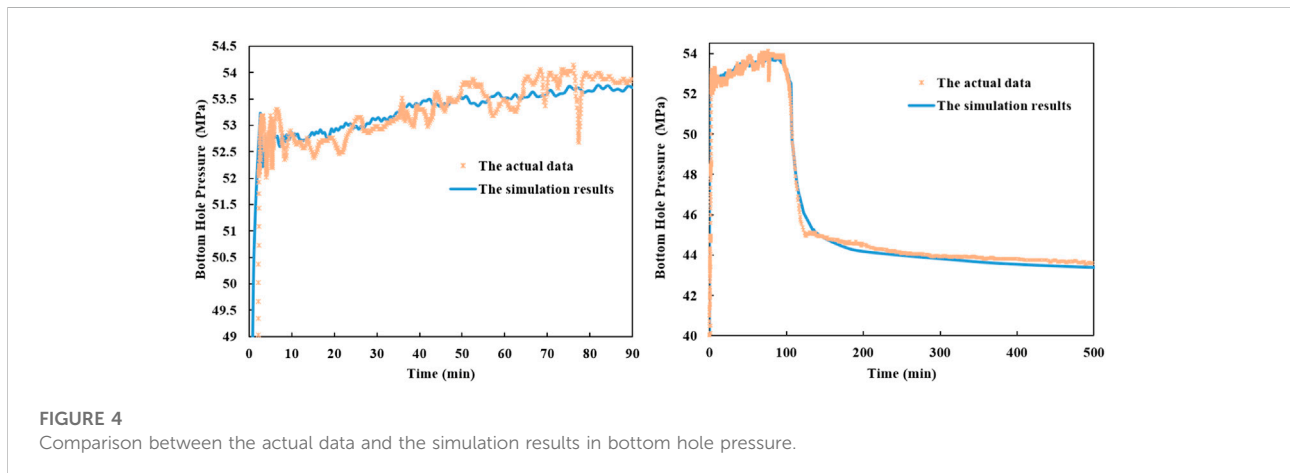 54.5
54
53.5
53
52.5
52
51.5
51
50.5
50
49.5
49
Bottom Hole Pressure (MPa)
The actual data
The simulation results
0 10 20 30 40 50 60 70 80 90
Time (min)
54
52
50
48
46
44
42
40
Bottom Hole Pressure (MPa)
The actual data
The simulation results
0 100 200 300 400 500
Time (min)
FIGURE 4
Comparison between the actual data and the simulation results in bottom hole pressure.